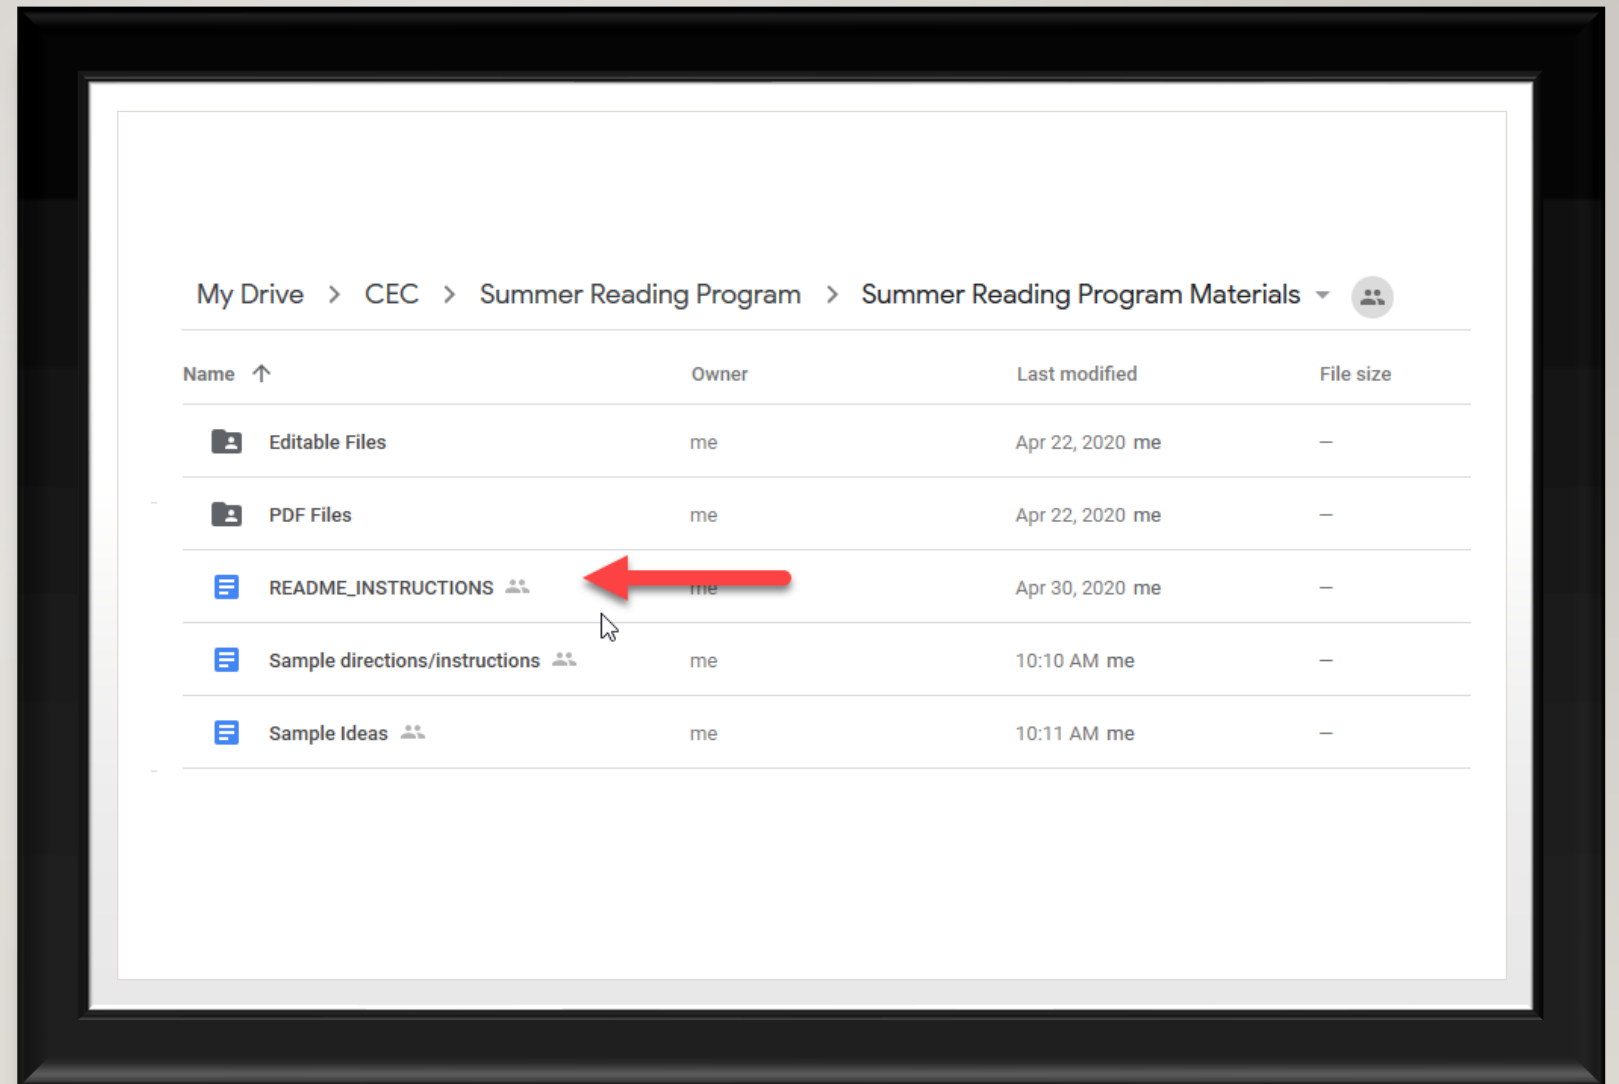 My Drive > CEC > Summer Reading Program > Summer Reading Program Materials
Name Owner Last modified File size
Editable Files me Apr 22, 2020 me –
PDF Files me Apr 22, 2020 me –
README_INSTRUCTIONS me Apr 30, 2020 me –
Sample directions/instructions me 10:10 AM me –
Sample Ideas me 10:11 AM me –